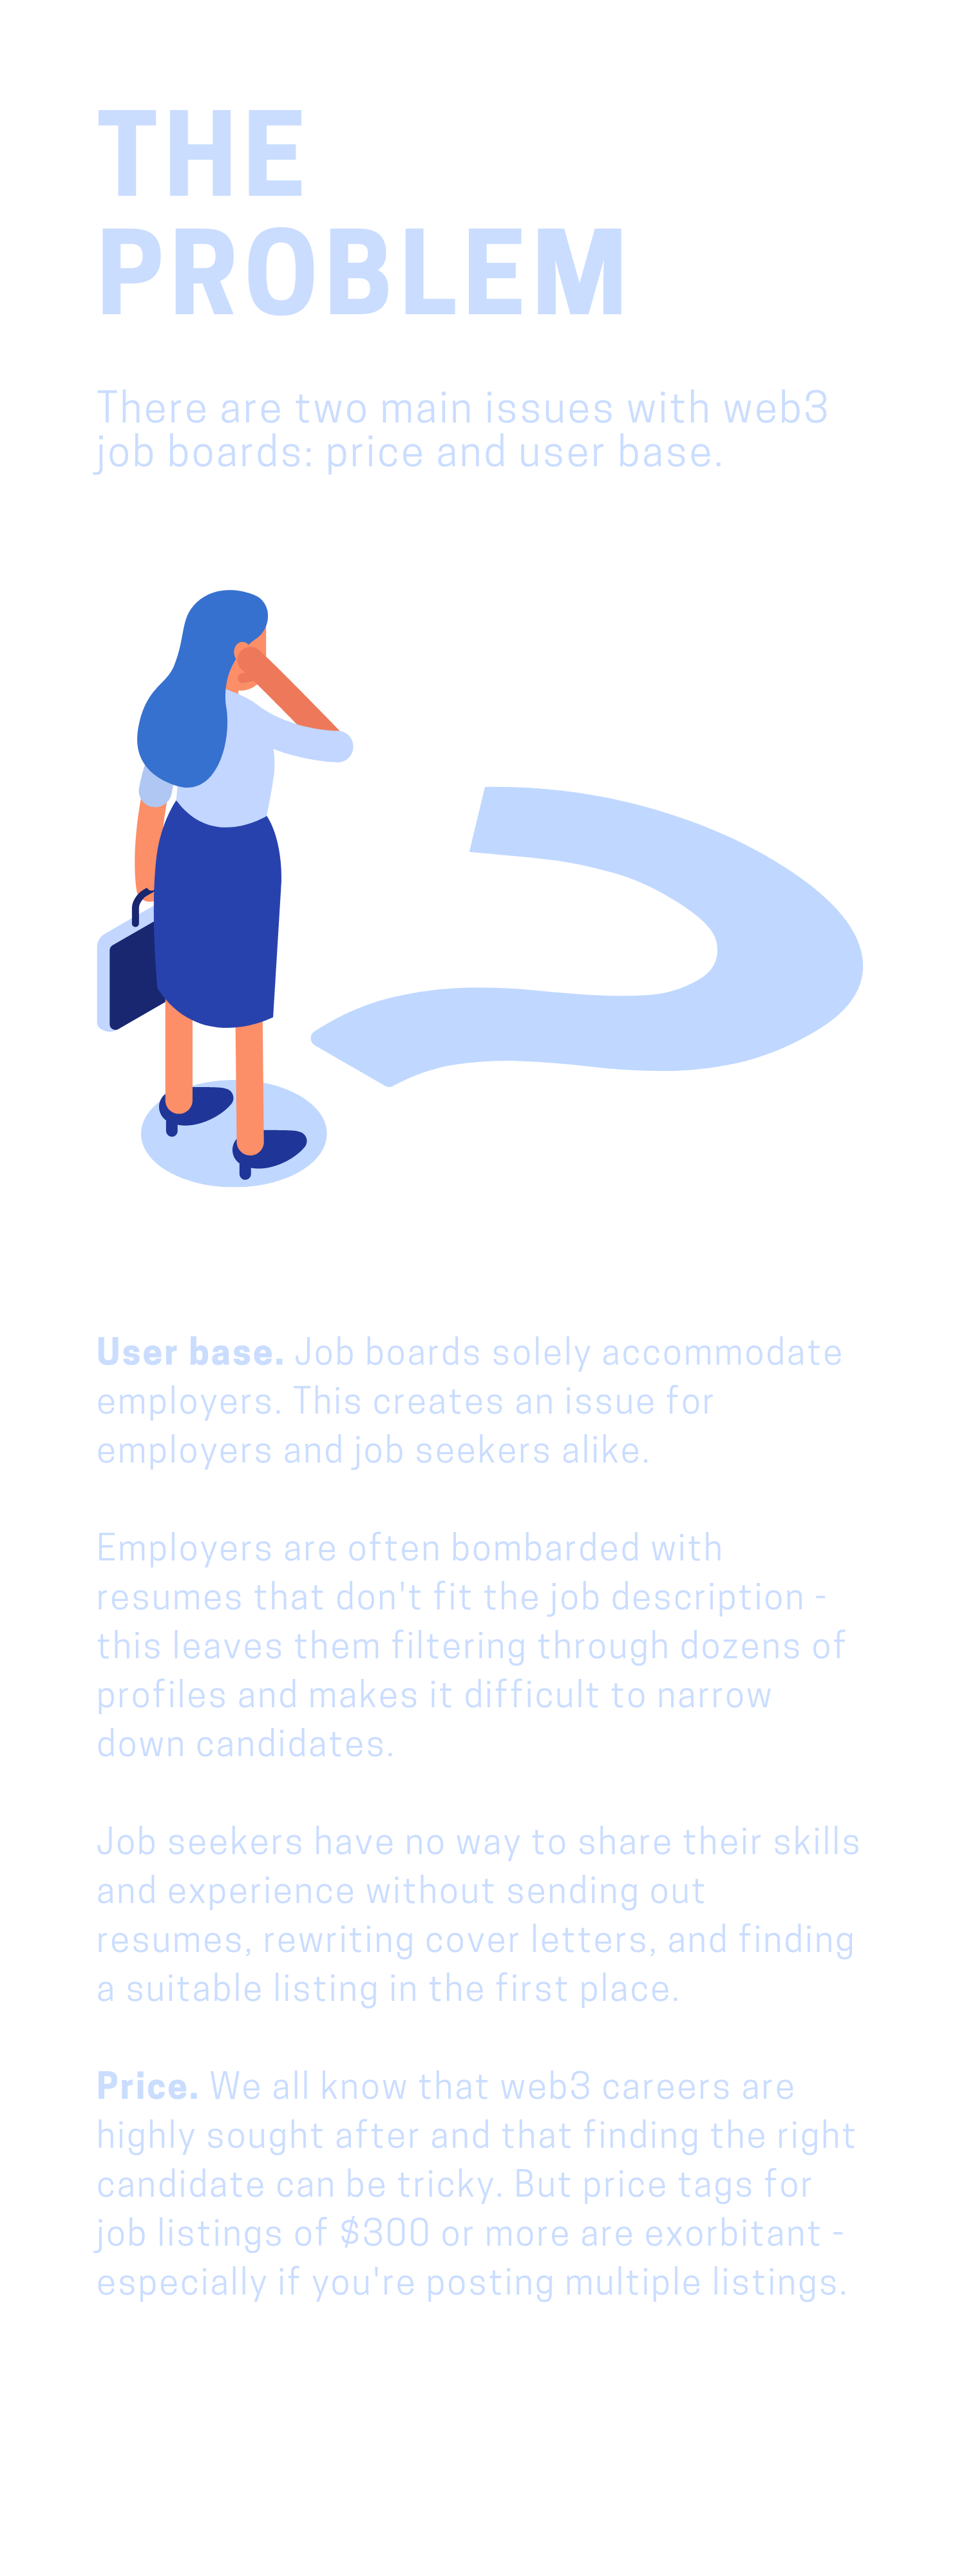 THE
PROBLEM
There are two main issues with web3
job boards: price and user base.
User base. Job boards solely accommodate
employers. This creates an issue for
employers and job seekers alike.
Employers are often bombarded with
resumes that don't fit the job description -
this leaves them filtering through dozens of
profiles and makes it difficult to narrow
down candidates.
Job seekers have no way to share their skills
and experience without sending out
resumes, rewriting cover letters, and finding
a suitable listing in the first place.
Price. We all know that web3 careers are
highly sought after and that finding the right
candidate can be tricky. But price tags for
job listings of $300 or more are exorbitant -
especially if you're posting multiple listings.